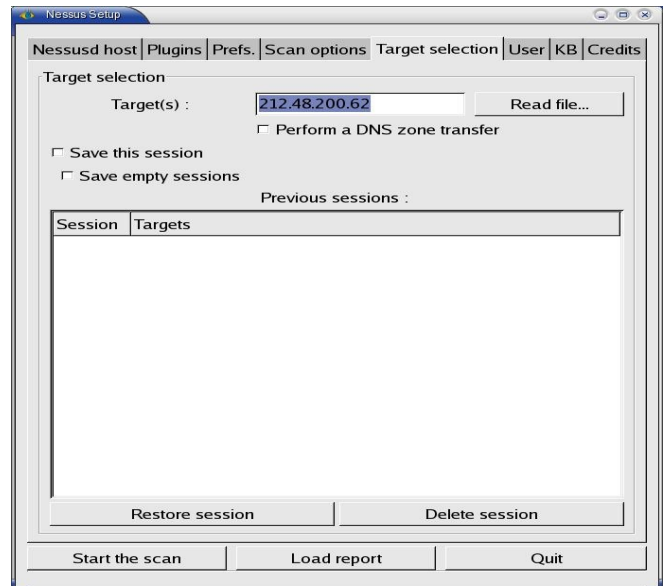 Nessus Setup
Nessusd host Plugins Prefs. Scan options Target selection User KB Credits
Target selection
Target(s) : 212.48.200.62 Read file...
Perform a DNS zone transfer
Save this session
Save empty sessions
Previous sessions :
Session Targets
Restore session Delete session
Start the scan Load report Quit